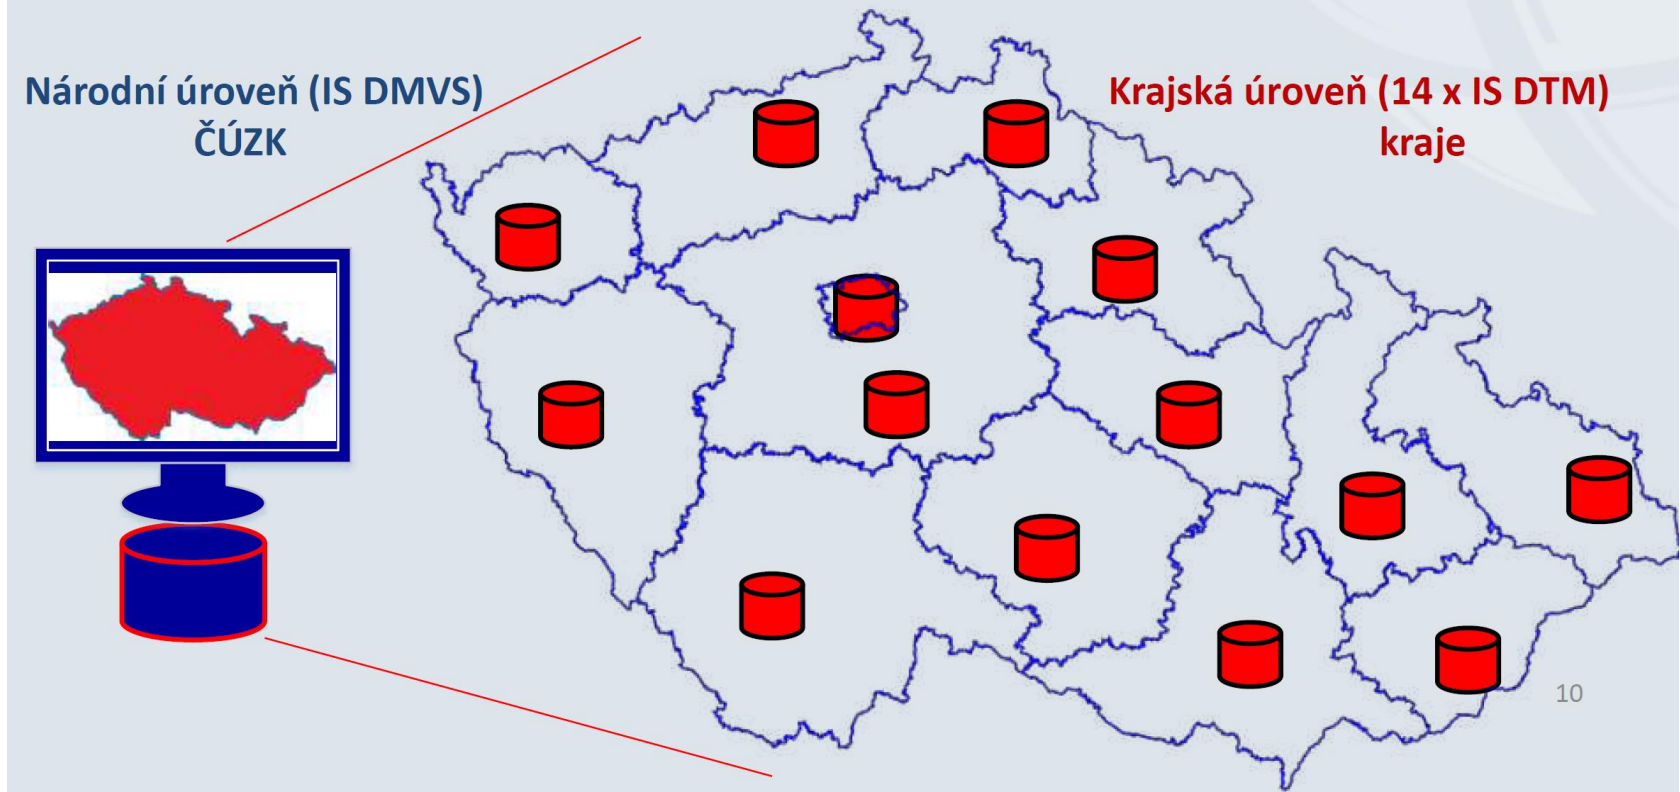 Národní úroveň (IS DMVS)
ČÚZK
Krajská úroveň (14 x IS DTM)
kraje
10